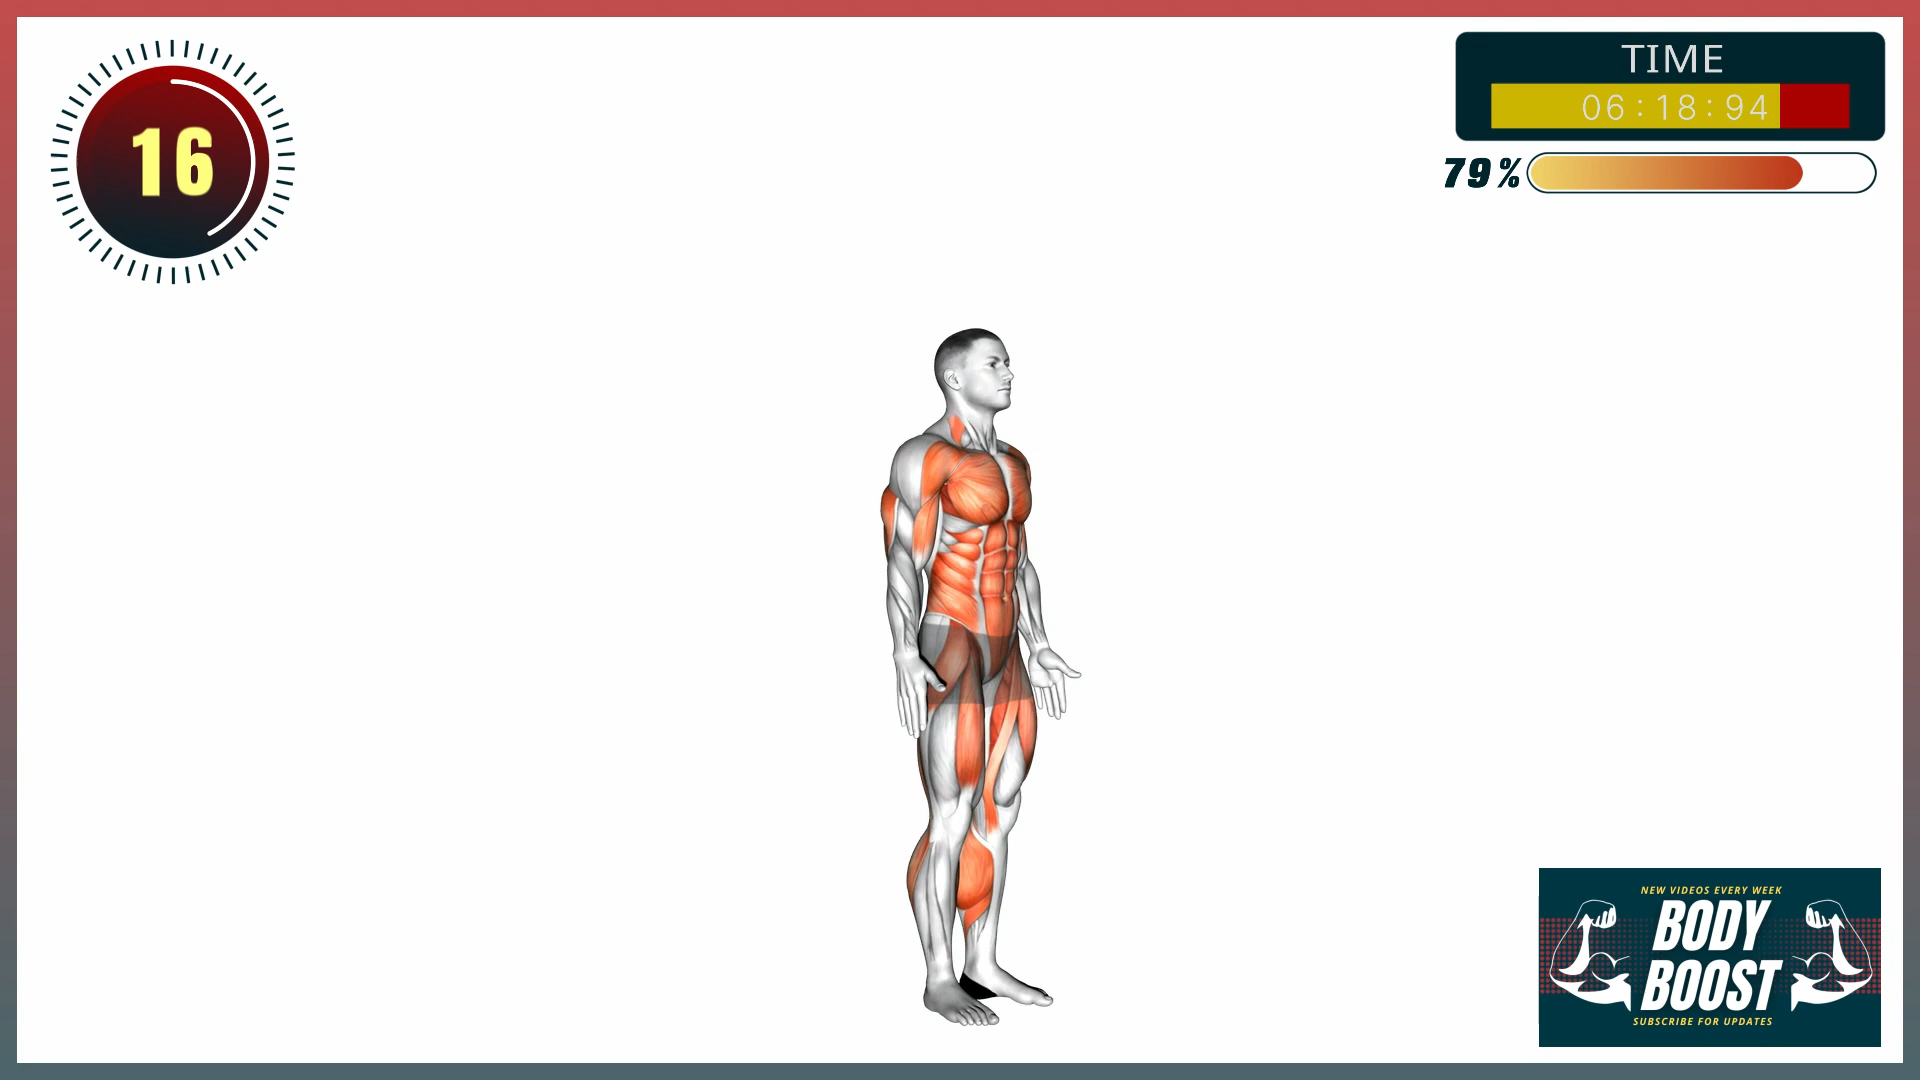 16
TIME
06:18:94
79%
NEW VIDEOS EVERY WEEK
BODY
BOOST
SUBSCRIBE FOR UPDATES